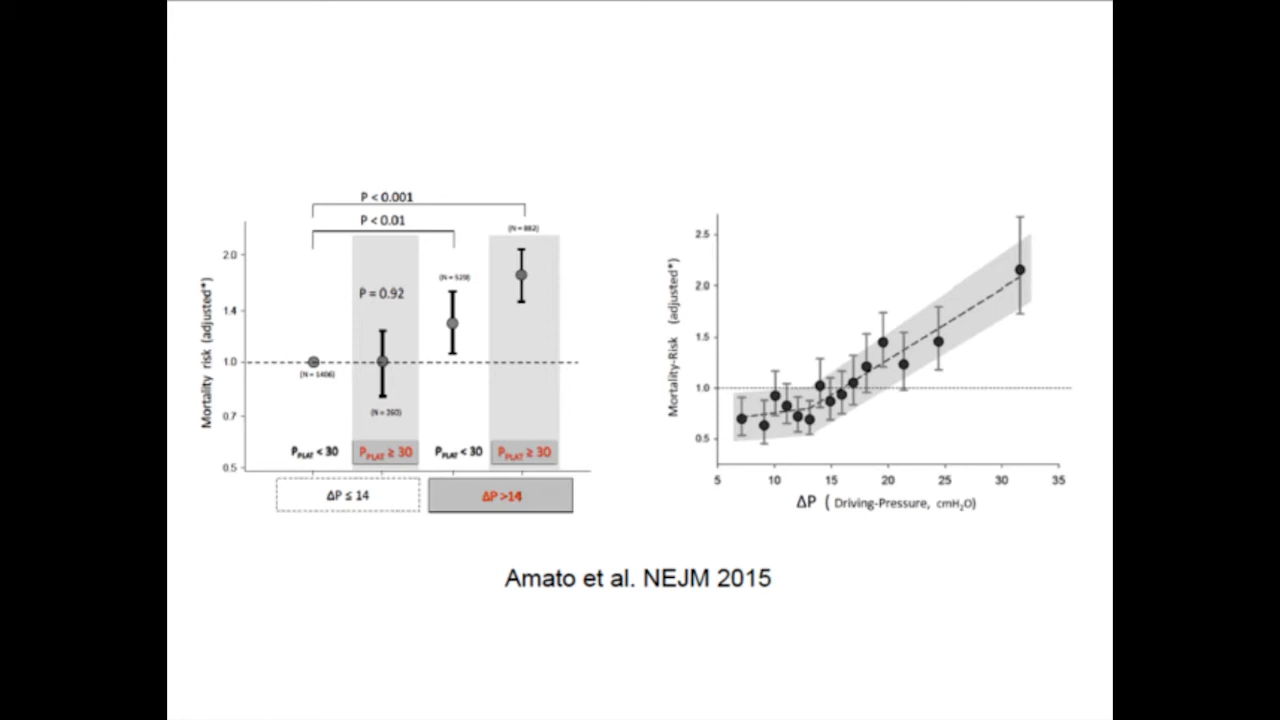 P < 0.001
P < 0.01
(N = 882)
(N = 520)
P = 0.92
(N = 1406)
(N = 260)
Mortality risk (adjusted*)
2.0
1.4
1.0
0.7
0.5
PPLAT < 30
PPLAT ≥ 30
PPLAT < 30
PPLAT ≥ 30
ΔP ≤ 14
ΔP >14
Mortality-Risk (adjusted*)
2.5
2.0
1.5
1.0
0.5
5 10 15 20 25 30 35
ΔP ( Driving-Pressure, cmH₂O)
Amato et al. NEJM 2015